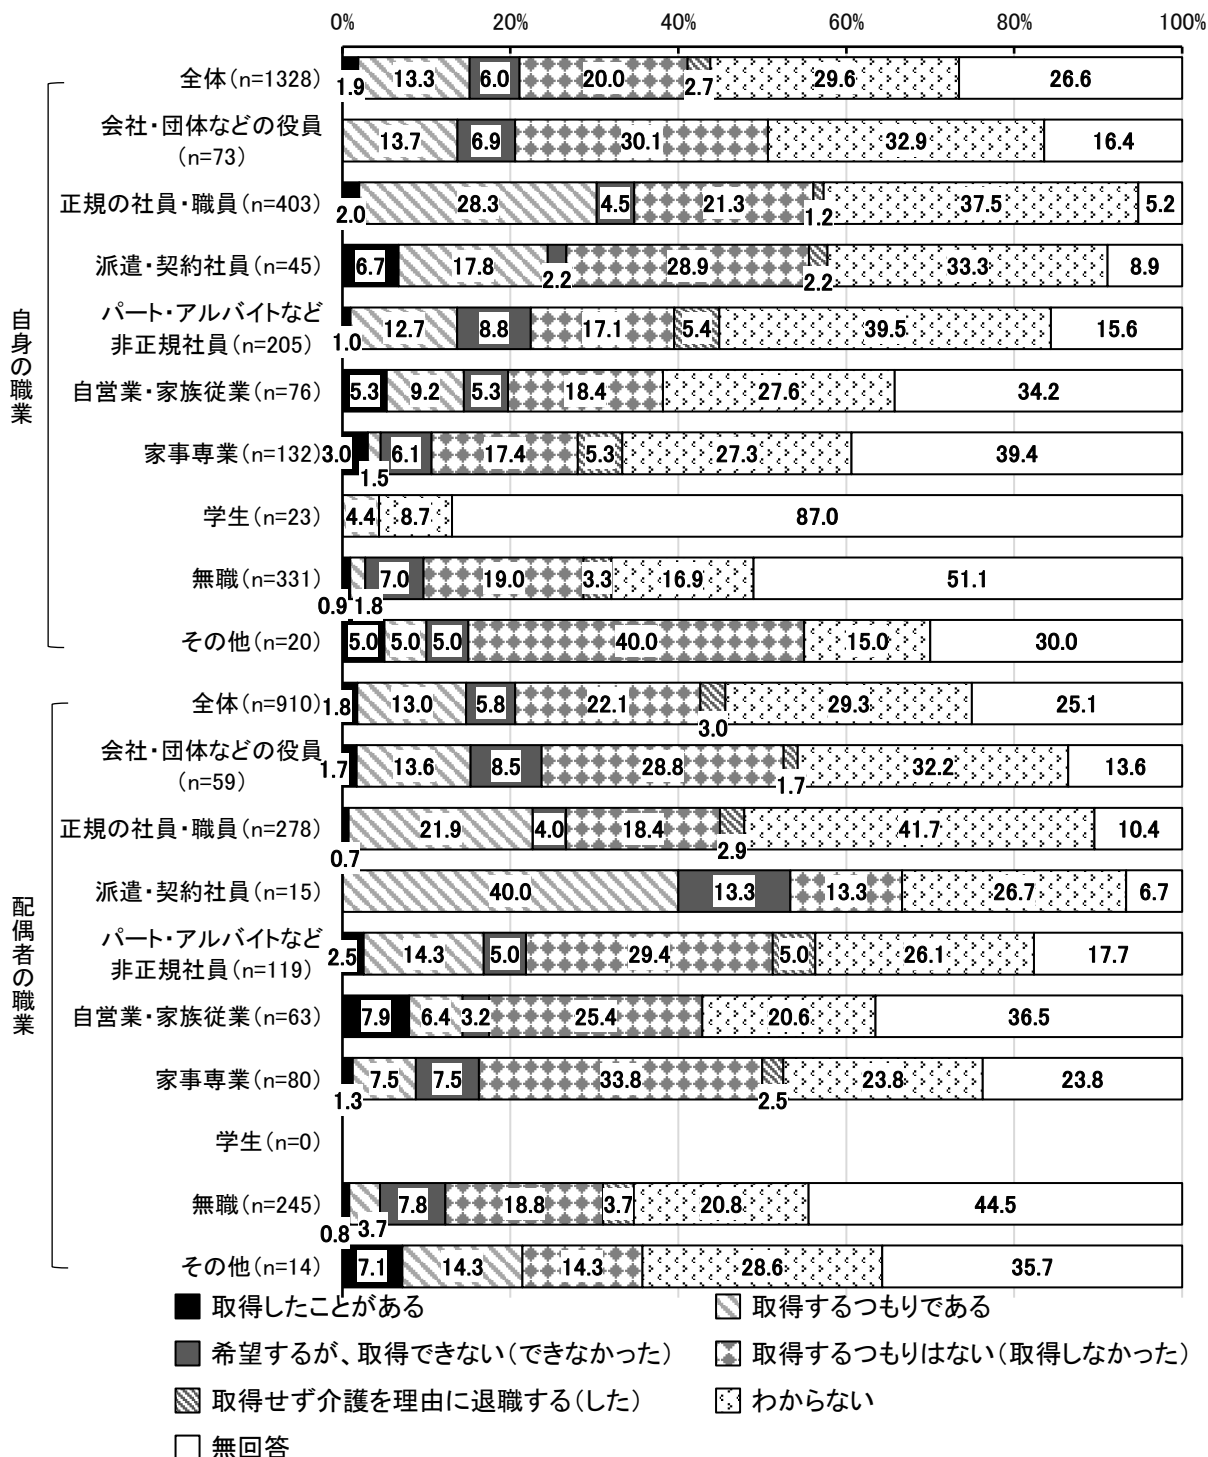 0% 20% 40% 60% 80% 100%
自身の職業
全体(n=1328) 1.9 13.3 6.0 20.0 2.7 29.6 26.6
会社・団体などの役員
(n=73) 13.7 6.9 30.1 32.9 16.4
正規の社員・職員(n=403) 2.0 28.3 4.5 21.3 1.2 37.5 5.2
派遣・契約社員(n=45) 6.7 17.8 2.2 28.9 2.2 33.3 8.9
パート・アルバイトなど
非正規社員(n=205) 1.0 12.7 8.8 17.1 5.4 39.5 15.6
自営業・家族従業(n=76) 5.3 9.2 5.3 18.4 27.6 34.2
家事専業(n=132) 3.0 1.5 6.1 17.4 5.3 27.3 39.4
学生(n=23) 4.4 8.7 87.0
無職(n=331) 0.9 1.8 7.0 19.0 3.3 16.9 51.1
その他(n=20) 5.0 5.0 5.0 40.0 15.0 30.0
配偶者の職業
全体(n=910) 1.8 13.0 5.8 22.1 3.0 29.3 25.1
会社・団体などの役員
(n=59) 1.7 13.6 8.5 28.8 1.7 32.2 13.6
正規の社員・職員(n=278) 0.7 21.9 4.0 18.4 2.9 41.7 10.4
派遣・契約社員(n=15) 40.0 13.3 13.3 26.7 6.7
パート・アルバイトなど
非正規社員(n=119) 2.5 14.3 5.0 29.4 5.0 26.1 17.7
自営業・家族従業(n=63) 7.9 6.4 3.2 25.4 20.6 36.5
家事専業(n=80) 1.3 7.5 7.5 33.8 2.5 23.8 23.8
学生(n=0)
無職(n=245) 0.8 3.7 7.8 18.8 3.7 20.8 44.5
その他(n=14) 7.1 14.3 14.3 28.6 35.7
取得したことがある 取得するつもりである
希望するが、取得できない(できなかった) 取得するつもりはない(取得しなかった)
取得せず介護を理由に退職する(した) わからない
無回答